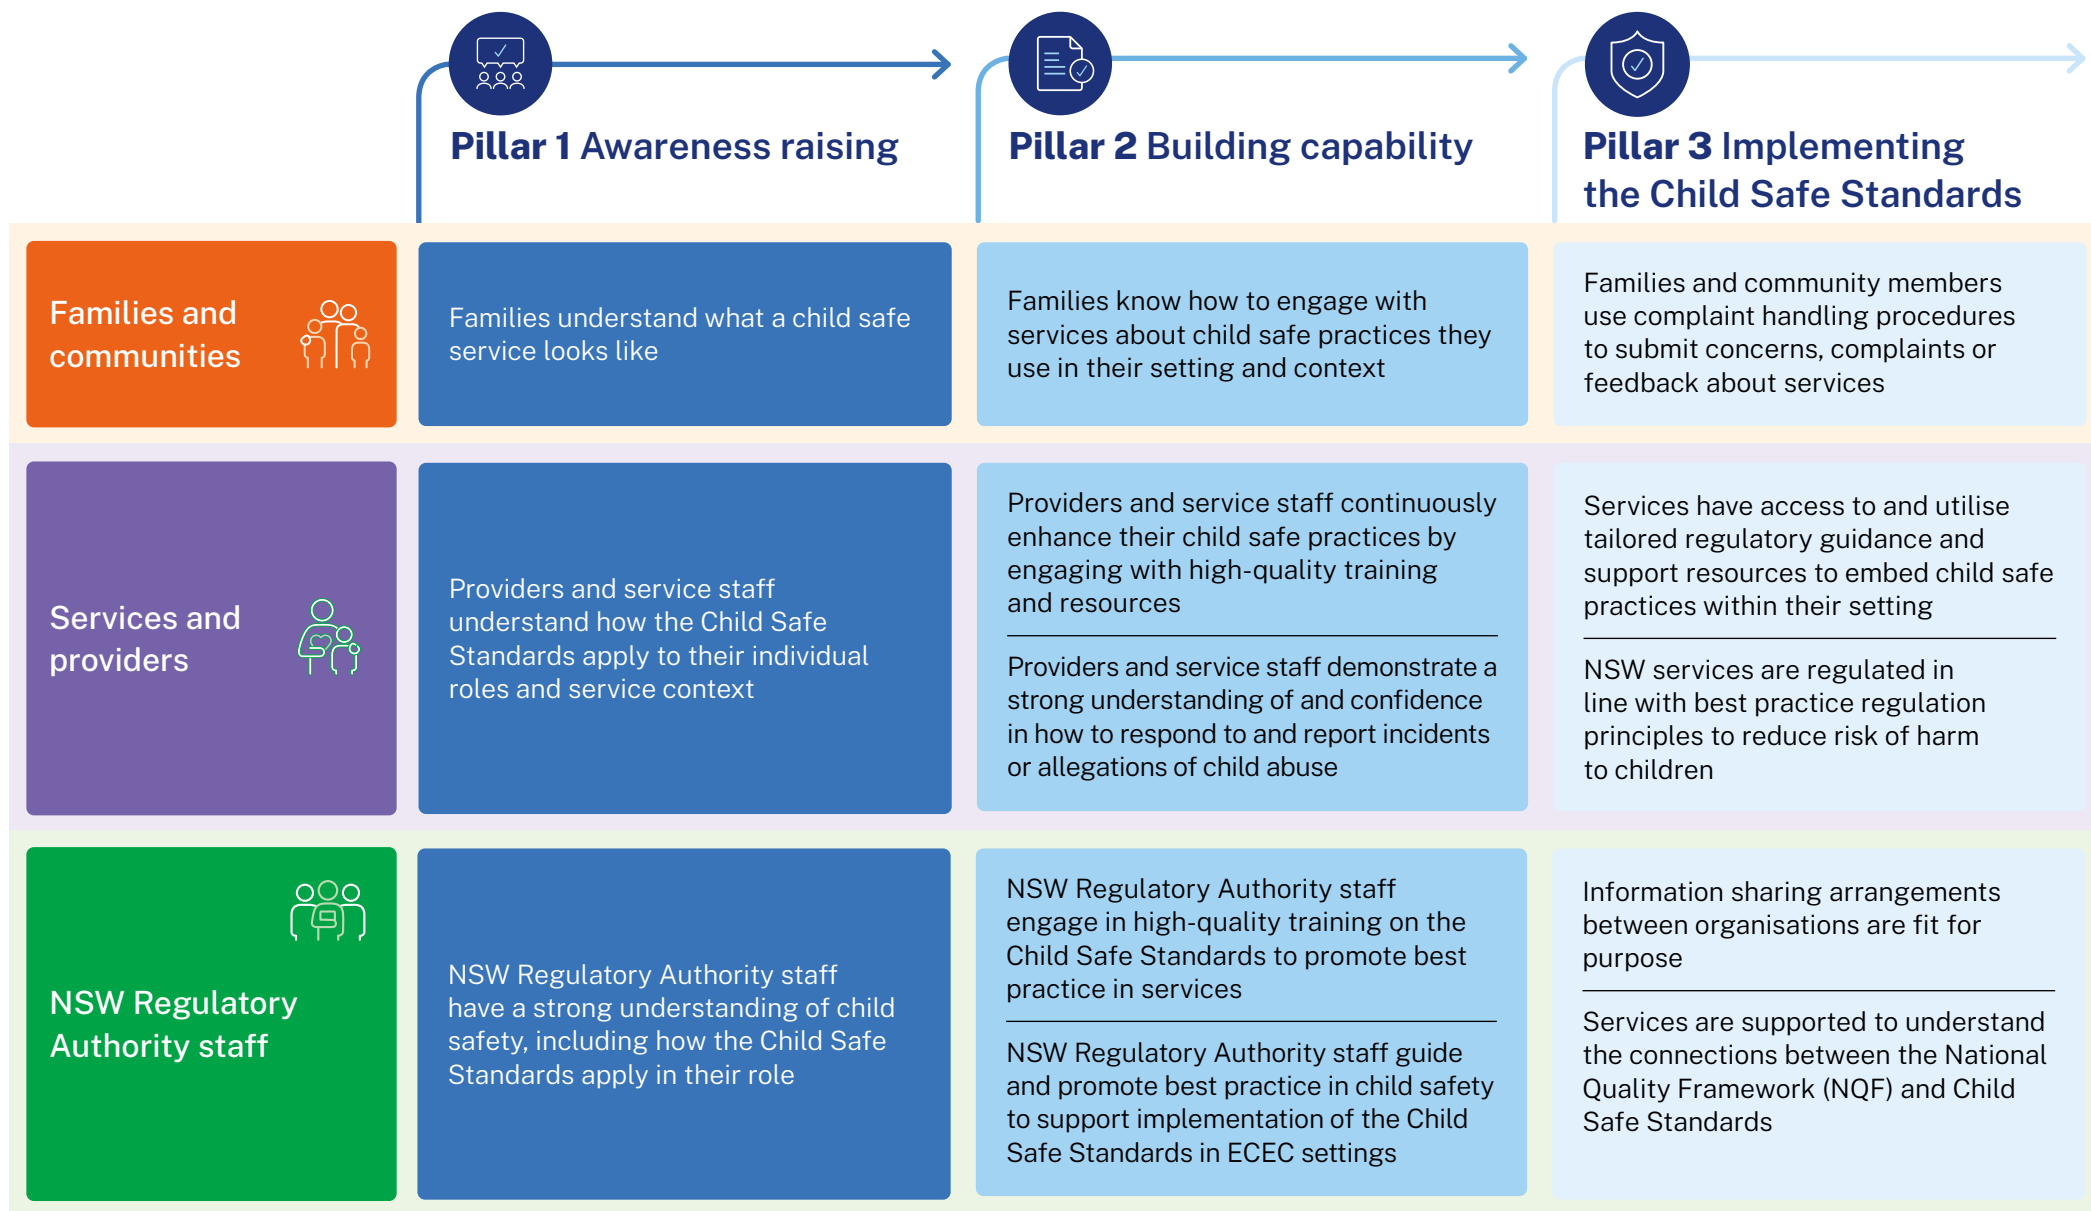 Pillar 1 Awareness raising
Pillar 2 Building capability
Pillar 3 Implementing
the Child Safe Standards
Families and
communities
Families understand what a child safe
service looks like
Families know how to engage with
services about child safe practices they
use in their setting and context
Families and community members
use complaint handling procedures
to submit concerns, complaints or
feedback about services
Services and
providers
Providers and service staff
understand how the Child Safe
Standards apply to their individual
roles and service context
Providers and service staff continuously
enhance their child safe practices by
engaging with high-quality training
and resources
Providers and service staff demonstrate a
strong understanding of and confidence
in how to respond to and report incidents
or allegations of child abuse
Services have access to and utilise
tailored regulatory guidance and
support resources to embed child safe
practices within their setting
NSW services are regulated in
line with best practice regulation
principles to reduce risk of harm
to children
NSW Regulatory
Authority staff
NSW Regulatory Authority staff
have a strong understanding of child
safety, including how the Child Safe
Standards apply in their role
NSW Regulatory Authority staff
engage in high-quality training on the
Child Safe Standards to promote best
practice in services
NSW Regulatory Authority staff guide
and promote best practice in child safety
to support implementation of the Child
Safe Standards in ECEC settings
Information sharing arrangements
between organisations are fit for
purpose
Services are supported to understand
the connections between the National
Quality Framework (NQF) and Child
Safe Standards